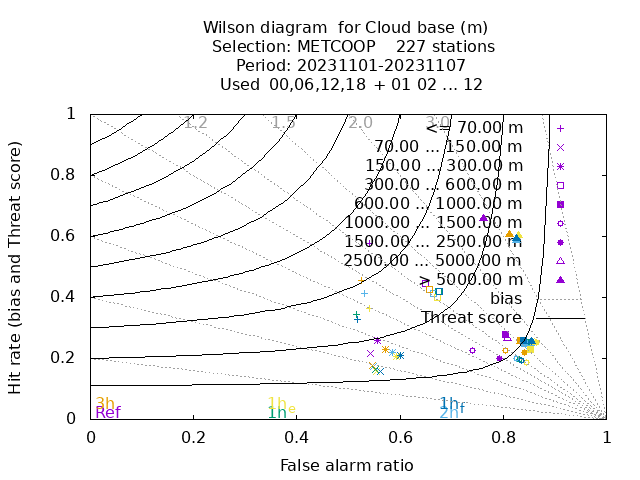 Wilson diagram for Cloud base (m)
Selection: METCOOP 227 stations
Period: 20231101-20231107
Used 00,06,12,18 + 01 02 ... 12
Hit rate (bias and Threat score)
1
0.8
0.6
0.4
0.2
0
1.2 1.5 2.0 3.0
<= 70.00 m
70.00 ... 150.00 m
150.00 ... 300.00 m
300.00 ... 600.00 m
600.00 ... 1000.00 m
1000.00 ... 1500.00 m
1500.00 ... 2500.00 m
2500.00 ... 5000.00 m
> 5000.00 m
bias
Threat score
3h 1h 1hf
Ref 1n 2h
0 0.2 0.4 0.6 0.8 1
False alarm ratio